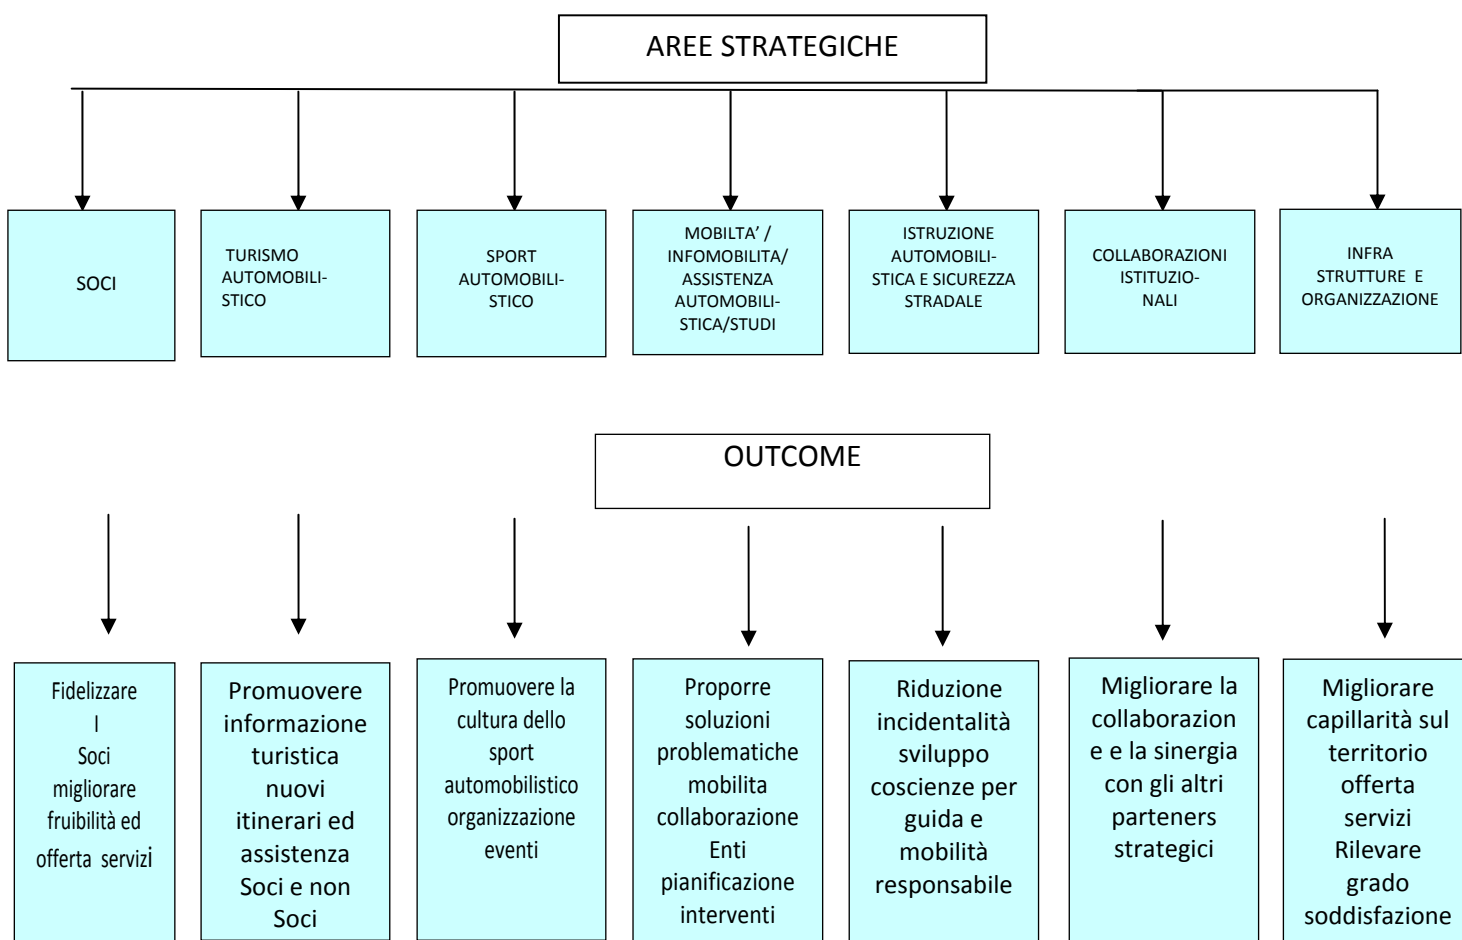 AREE STRATEGICHE
SOCI
TURISMO
AUTOMOBILI-
STICO
SPORT
AUTOMOBILI-
STICO
MOBILTA’ /
INFOMOBILITA/
ASSISTENZA
AUTOMOBILI-
STICA/STUDI
ISTRUZIONE
AUTOMOBILI-
STICA E SICUREZZA
STRADALE
COLLABORAZIONI
ISTITUZIO-
NALI
INFRA
STRUTTURE E
ORGANIZZAZIONE
OUTCOME
Fidelizzare
I
Soci
migliorare
fruibilità ed
offerta servizi
Promuovere
informazione
turistica
nuovi
itinerari ed
assistenza
Soci e non
Soci
Promuovere la
cultura dello
sport
automobilistico
organizzazione
eventi
Proporre
soluzioni
problematiche
mobilita
collaborazione
Enti
pianificazione
interventi
Riduzione
incidentalità
sviluppo
coscienze per
guida e
mobilità
responsabile
Migliorare la
collaborazion
e e la sinergia
con gli altri
parteners
strategici
Migliorare
capillarità sul
territorio
offerta
servizi
Rilevare
grado
soddisfazione